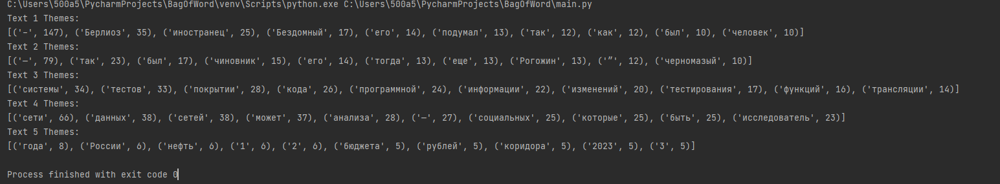 C:\Users\500a5\PycharmProjects\BagOfWord\venv\Scripts\python.exe C:\Users\500a5\PycharmProjects\BagOfWord\main.py
Text 1 Themes:
[('–', 147), ('Берлиоз', 35), ('иностранец', 25), ('Бездомный', 17), ('его', 14), ('подумал', 13), ('так', 12), ('как', 12), ('был', 10), ('человек', 10)]
Text 2 Themes:
[('—', 79), ('так', 23), ('был', 17), ('чиновник', 15), ('его', 14), ('тогда', 13), ('еще', 13), ('Рогожин', 13), ('”', 12), ('черномазый', 10)]
Text 3 Themes:
[('системы', 34), ('тестов', 33), ('покрытии', 28), ('кода', 26), ('программной', 24), ('информации', 22), ('изменений', 20), ('тестирования', 17), ('функций', 16), ('трансляции', 14)]
Text 4 Themes:
[('сети', 66), ('данных', 38), ('сетей', 38), ('может', 37), ('анализа', 28), ('—', 27), ('социальных', 25), ('которые', 25), ('быть', 25), ('исследователь', 23)]
Text 5 Themes:
[('года', 8), ('России', 6), ('нефть', 6), ('1', 6), ('2', 6), ('бюджета', 5), ('рублей', 5), ('коридора', 5), ('2023', 5), ('3', 5)]
Process finished with exit code 0